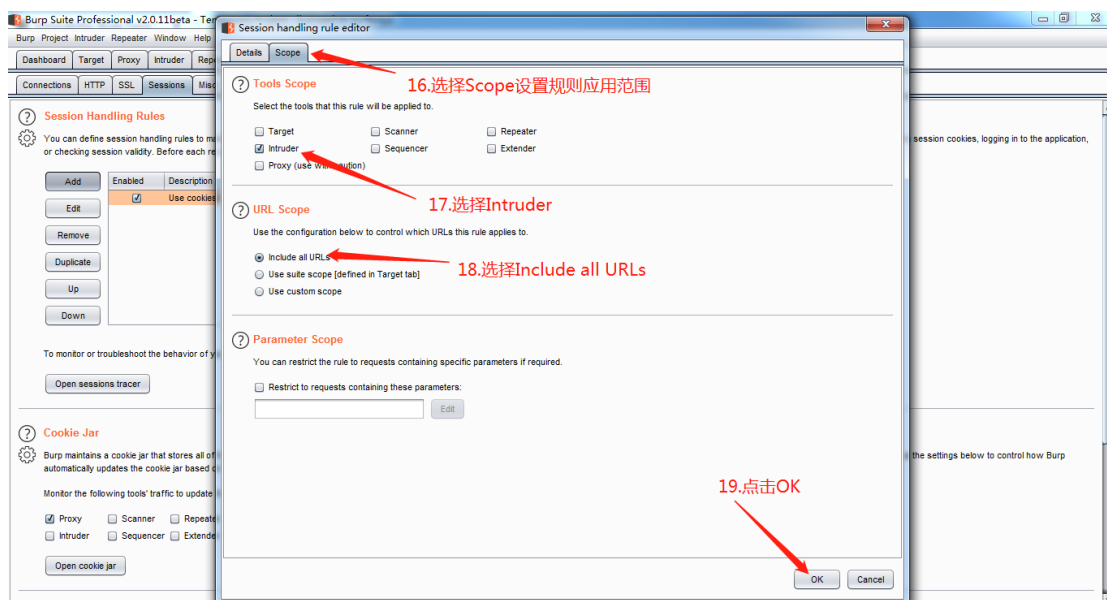 Burp Suite Professional v2.0.11beta - Ter
Session handling rule editor
Burp Project Intruder Repeater Window Help
Dashboard Target Proxy Intruder
Details Scope
16.选择Scope设置规则应用范围
Connections HTTP SSL Sessions Misc
Tools Scope
Select the tools that this rule will be applied to.
Target Scanner Repeater
Intruder Sequencer Extender
Proxy (use with caution)
17.选择Intruder
Session Handling Rules
You can define session handling rules to session cookies, logging in to the application,
or checking session validity. Before each
Add Enabled Description
Use cookies
Edit
Remove
Duplicate
Up
Down
URL Scope
Use the configuration below to control which URLs this rule applies to.
Include all URLs
18.选择Include all URLs
Use suite scope [defined in Target tab]
Use custom scope
Parameter Scope
You can restrict the rule to requests containing specific parameters if required.
Restrict to requests containing these parameters:
Edit
To monitor or troubleshoot the behavior of
Open sessions tracer
Cookie Jar
Burp maintains a cookie jar that stores all of the settings below to control how Burp
automatically updates the cookie jar based
Monitor the following tools' traffic to update
Proxy Scanner Repeate
Intruder Sequencer Extende
Open cookie jar
19.点击OK
OK Cancel